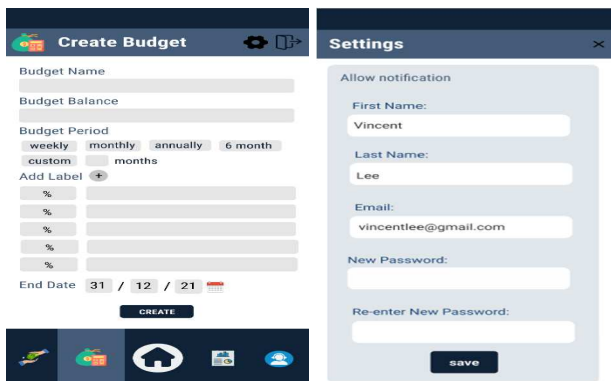 Create Budget
Budget Name
Budget Balance
Budget Period
weekly monthly annually 6 month
custom months
Add Label +
%
%
%
%
%
End Date 31 / 12 / 21
CREATE
Settings ×
Allow notification
First Name:
Vincent
Last Name:
Lee
Email:
vincentlee@gmail.com
New Password:
Re-enter New Password:
save